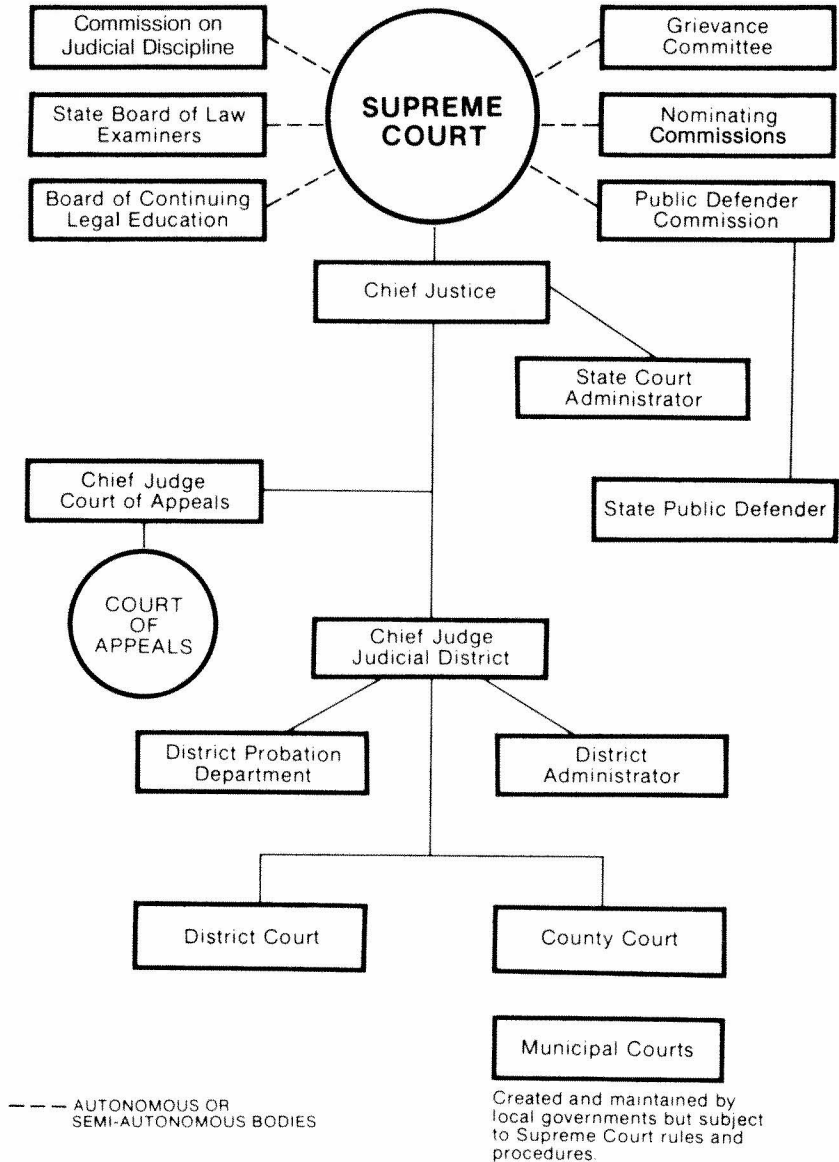 Commission on
Judicial Discipline
Grievance
Committee
SUPREME
COURT
State Board of Law
Examiners
Nominating
Commissions
Board of Continuing
Legal Education
Public Defender
Commission
Chief Justice
State Court
Administrator
Chief Judge
Court of Appeals
State Public Defender
COURT
OF
APPEALS
Chief Judge
Judicial District
District Probation
Department
District
Administrator
District Court
County Court
Municipal Courts
Created and maintained by
local governments but subject
to Supreme Court rules and
procedures.
AUTONOMOUS OR
SEMI-AUTONOMOUS BODIES